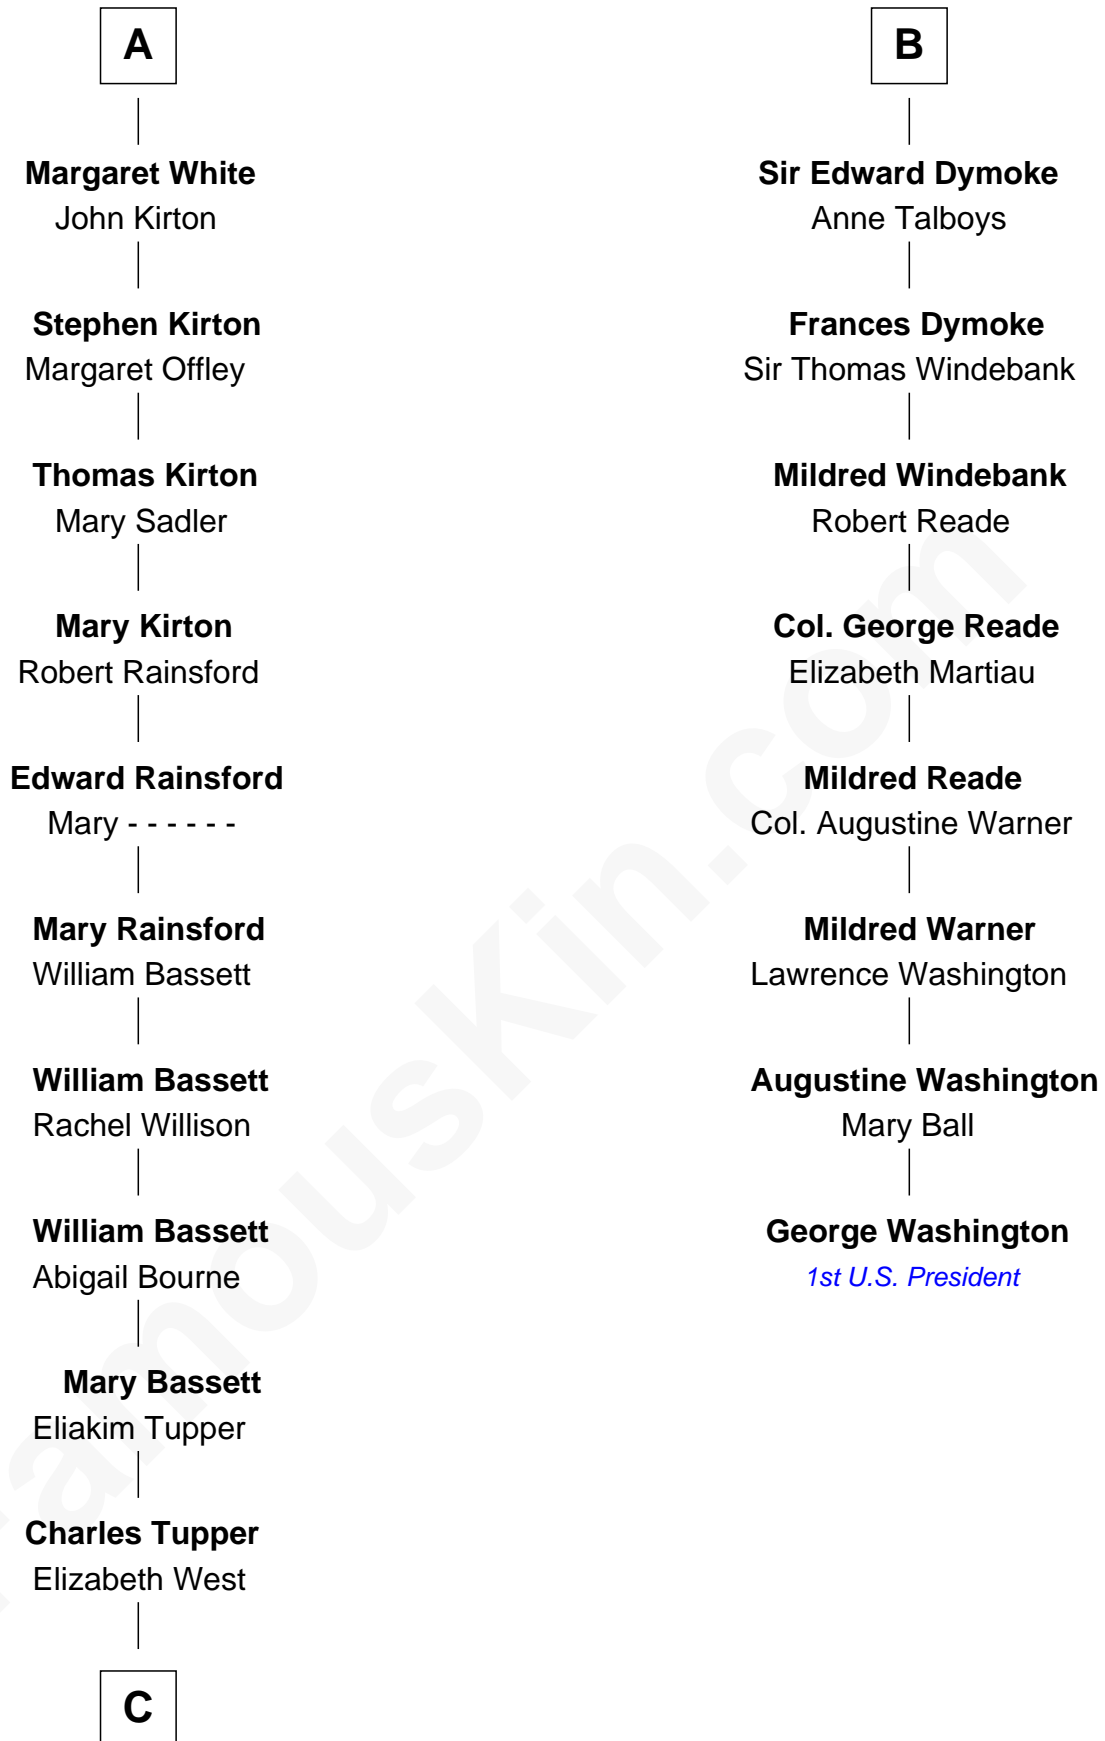 A
Margaret White
John Kirton
Stephen Kirton
Margaret Offley
Thomas Kirton
Mary Sadler
Mary Kirton
Robert Rainsford
Edward Rainsford
Mary - - - - - -
Mary Rainsford
William Bassett
William Bassett
Rachel Willison
William Bassett
Abigail Bourne
Mary Bassett
Eliakim Tupper
Charles Tupper
Elizabeth West
C
B
Sir Edward Dymoke
Anne Talboys
Frances Dymoke
Sir Thomas Windebank
Mildred Windebank
Robert Reade
Col. George Reade
Elizabeth Martiau
Mildred Reade
Col. Augustine Warner
Mildred Warner
Lawrence Washington
Augustine Washington
Mary Ball
George Washington
1st U.S. President
FamousKin.com